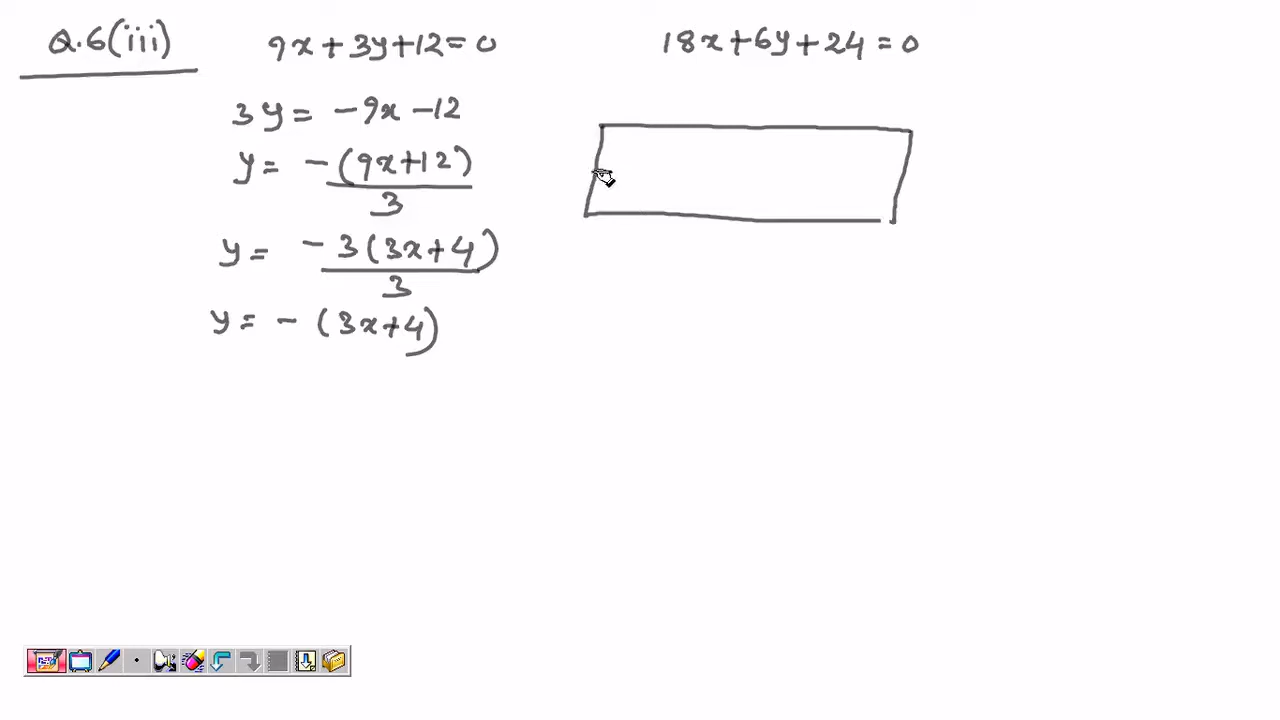 Q.6(iii) 9x+3y+12=0 18x+6y+24=0
3y = -9x-12
y = -(9x+12)
3
y = -3(3x+4)
3
y = -(3x+4)